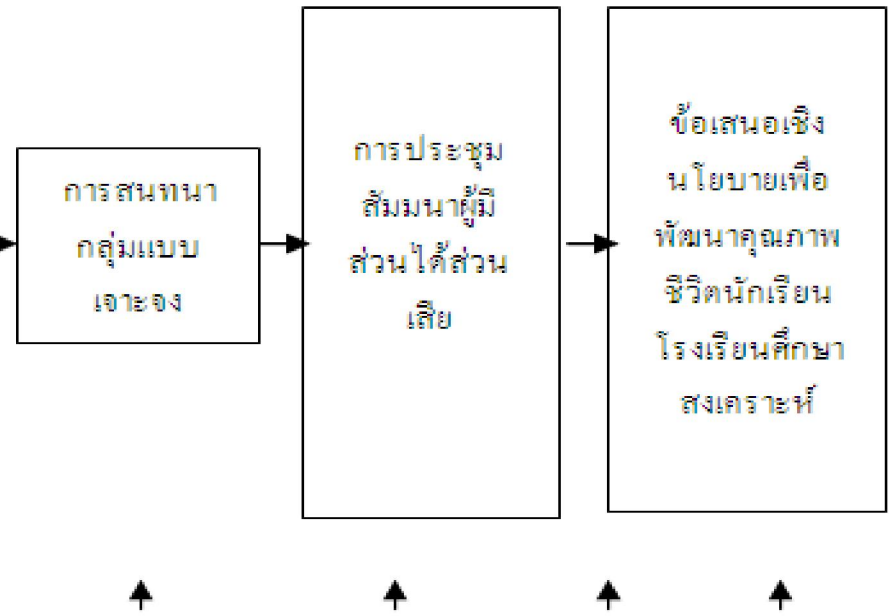 การสนทนา
กลุ่มแบบ
เจาะจง
การประชุม
สัมมนาผู้มี
ส่วนได้ส่วน
เสีย
ข้อเสนอเชิง
นโยบายเพื่อ
พัฒนาคุณภาพ
ชีวิตนักเรียน
โรงเรียนศึกษา
สงเคราะห์